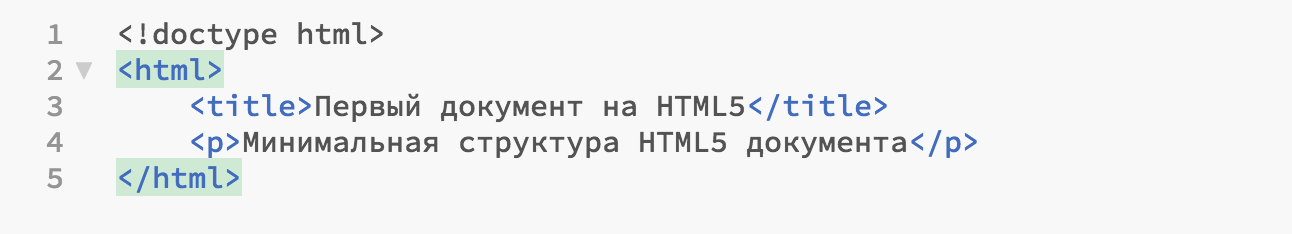 1 <!doctype html>
2 <html>
3 <title>Первый документ на HTML5</title>
4 <p>Минимальная структура HTML5 документа</p>
5 </html>